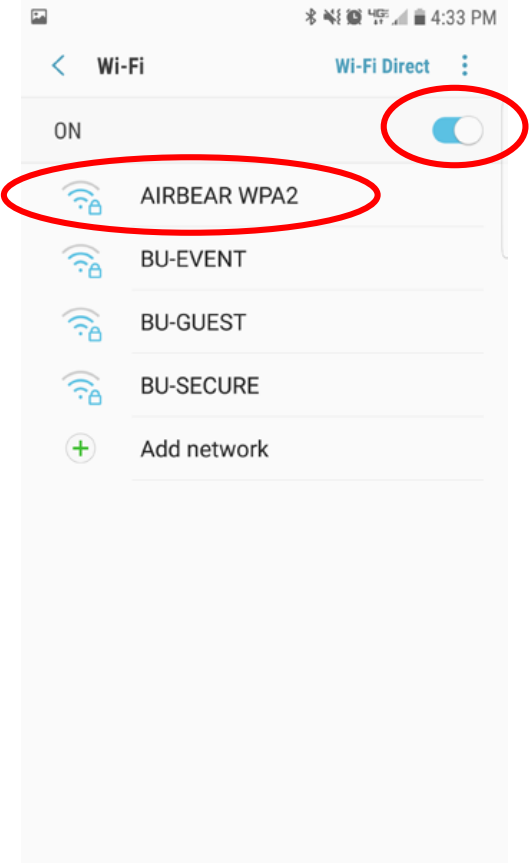 4GE 4:33 PM
Wi-Fi Wi-Fi Direct
ON
AIRBEAR WPA2
BU-EVENT
BU-GUEST
BU-SECURE
Add network